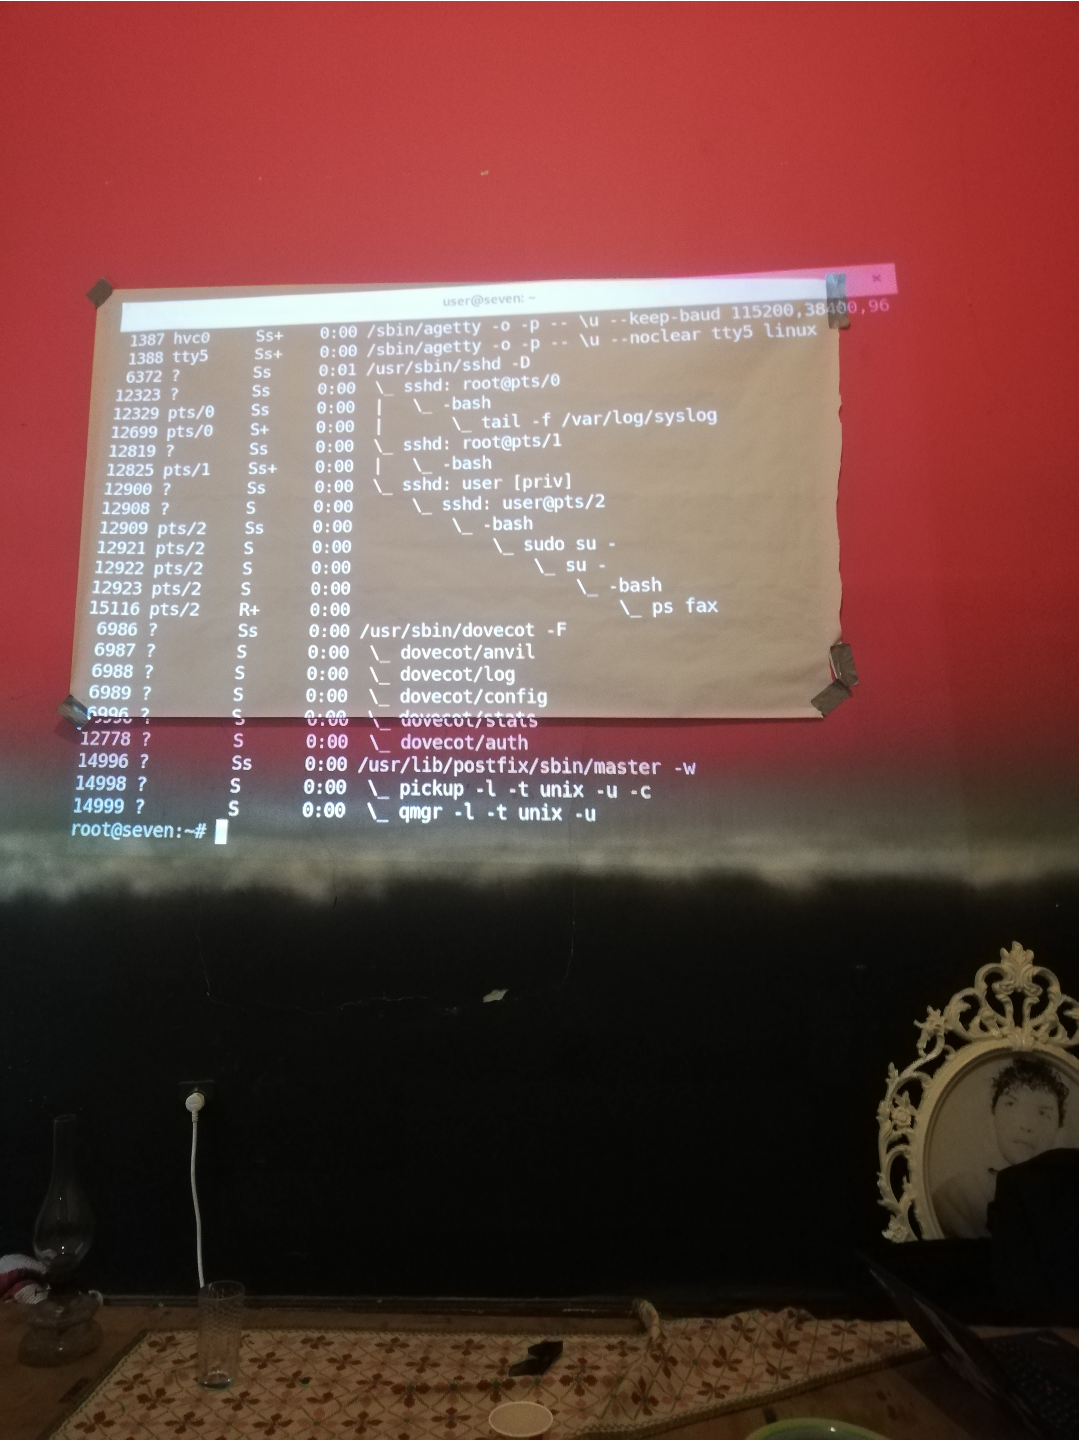 user@seven: ~
×
1387 hvc0     Ss+    0:00 /sbin/agetty -o -p -- \u --keep-baud 115200,38400,96
1388 tty5     Ss+    0:00 /sbin/agetty -o -p -- \u --noclear tty5 linux
6372 ?        Ss     0:01 /usr/sbin/sshd -D
12323 ?        Ss     0:00  \_ sshd: root@pts/0
12329 pts/0    Ss     0:00  |   \_ -bash
12699 pts/0    S+     0:00  |       \_ tail -f /var/log/syslog
12819 ?        Ss     0:00  \_ sshd: root@pts/1
12825 pts/1    Ss+    0:00  |   \_ -bash
12900 ?        Ss     0:00  \_ sshd: user [priv]
12908 ?        S      0:00      \_ sshd: user@pts/2
12909 pts/2    Ss     0:00          \_ -bash
12921 pts/2    S      0:00              \_ sudo su -
12922 pts/2    S      0:00                  \_ su -
12923 pts/2    S      0:00                      \_ -bash
15116 pts/2    R+     0:00                          \_ ps fax
6986 ?        Ss     0:00 /usr/sbin/dovecot -F
6987 ?        S      0:00  \_ dovecot/anvil
6988 ?        S      0:00  \_ dovecot/log
6989 ?        S      0:00  \_ dovecot/config
6996 ?        S      0:00  \_ dovecot/stats
12778 ?        S      0:00  \_ dovecot/auth
14996 ?        Ss     0:00 /usr/lib/postfix/sbin/master -w
14998 ?        S      0:00  \_ pickup -l -t unix -u -c
14999 ?        S      0:00  \_ qmgr -l -t unix -u
root@seven:~#